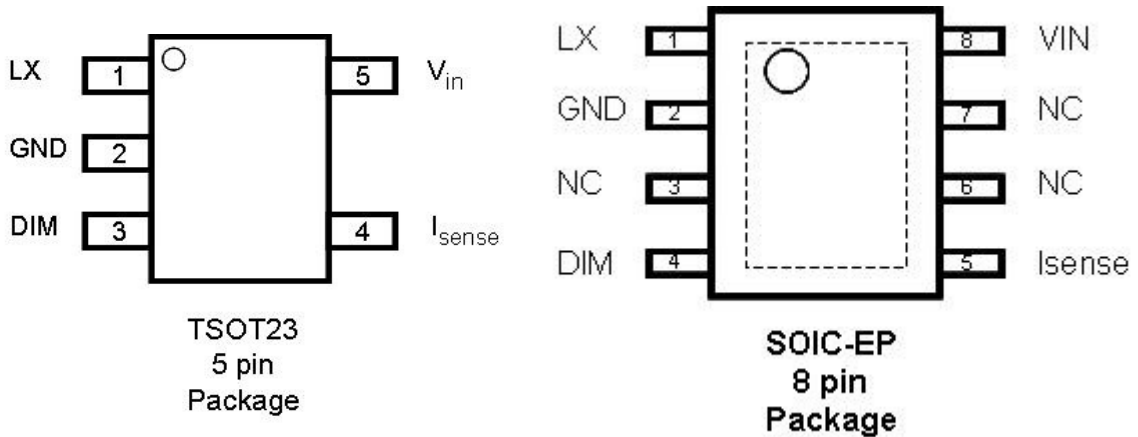 LX 1 5 Vin
GND 2
DIM 3 4 Isense
TSOT23
5 pin
Package
LX 1 8 VIN
GND 2 7 NC
NC 3 6 NC
DIM 4 5 Isense
SOIC-EP
8 pin
Package